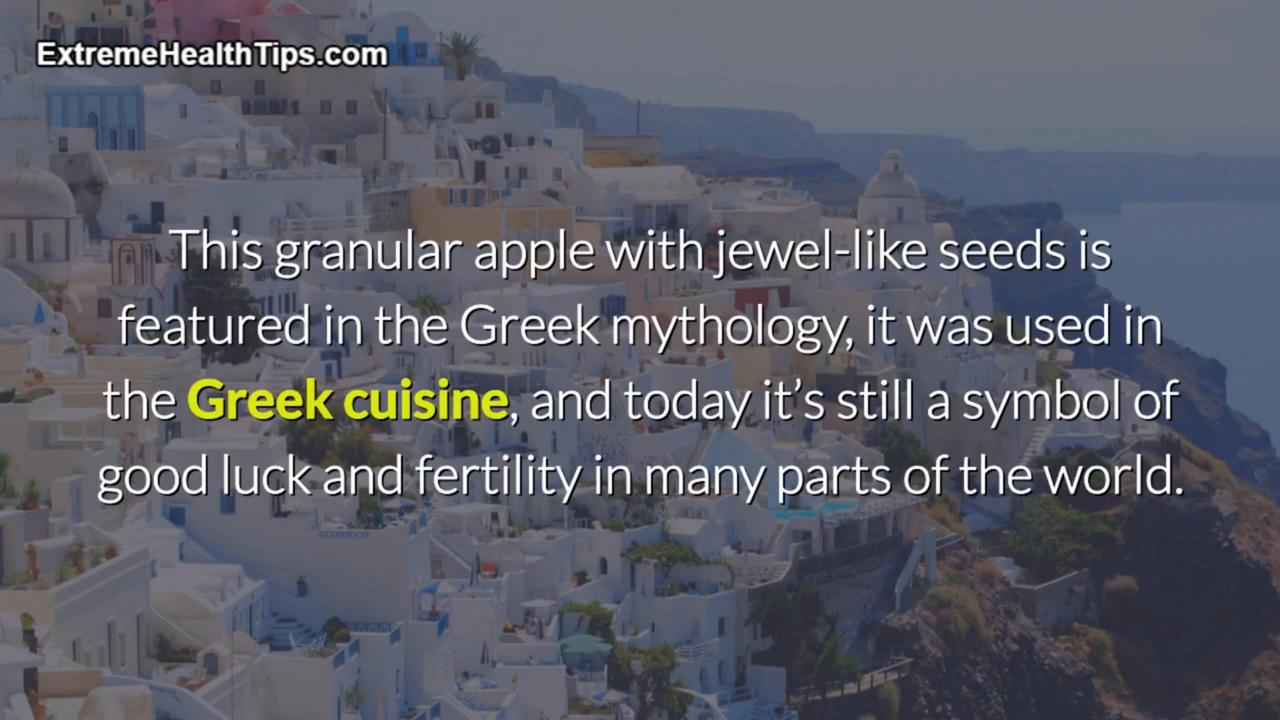 ExtremeHealthTips.com
This granular apple with jewel-like seeds is
featured in the Greek mythology, it was used in
the Greek cuisine, and today it’s still a symbol of
good luck and fertility in many parts of the world.
SCIROCCO